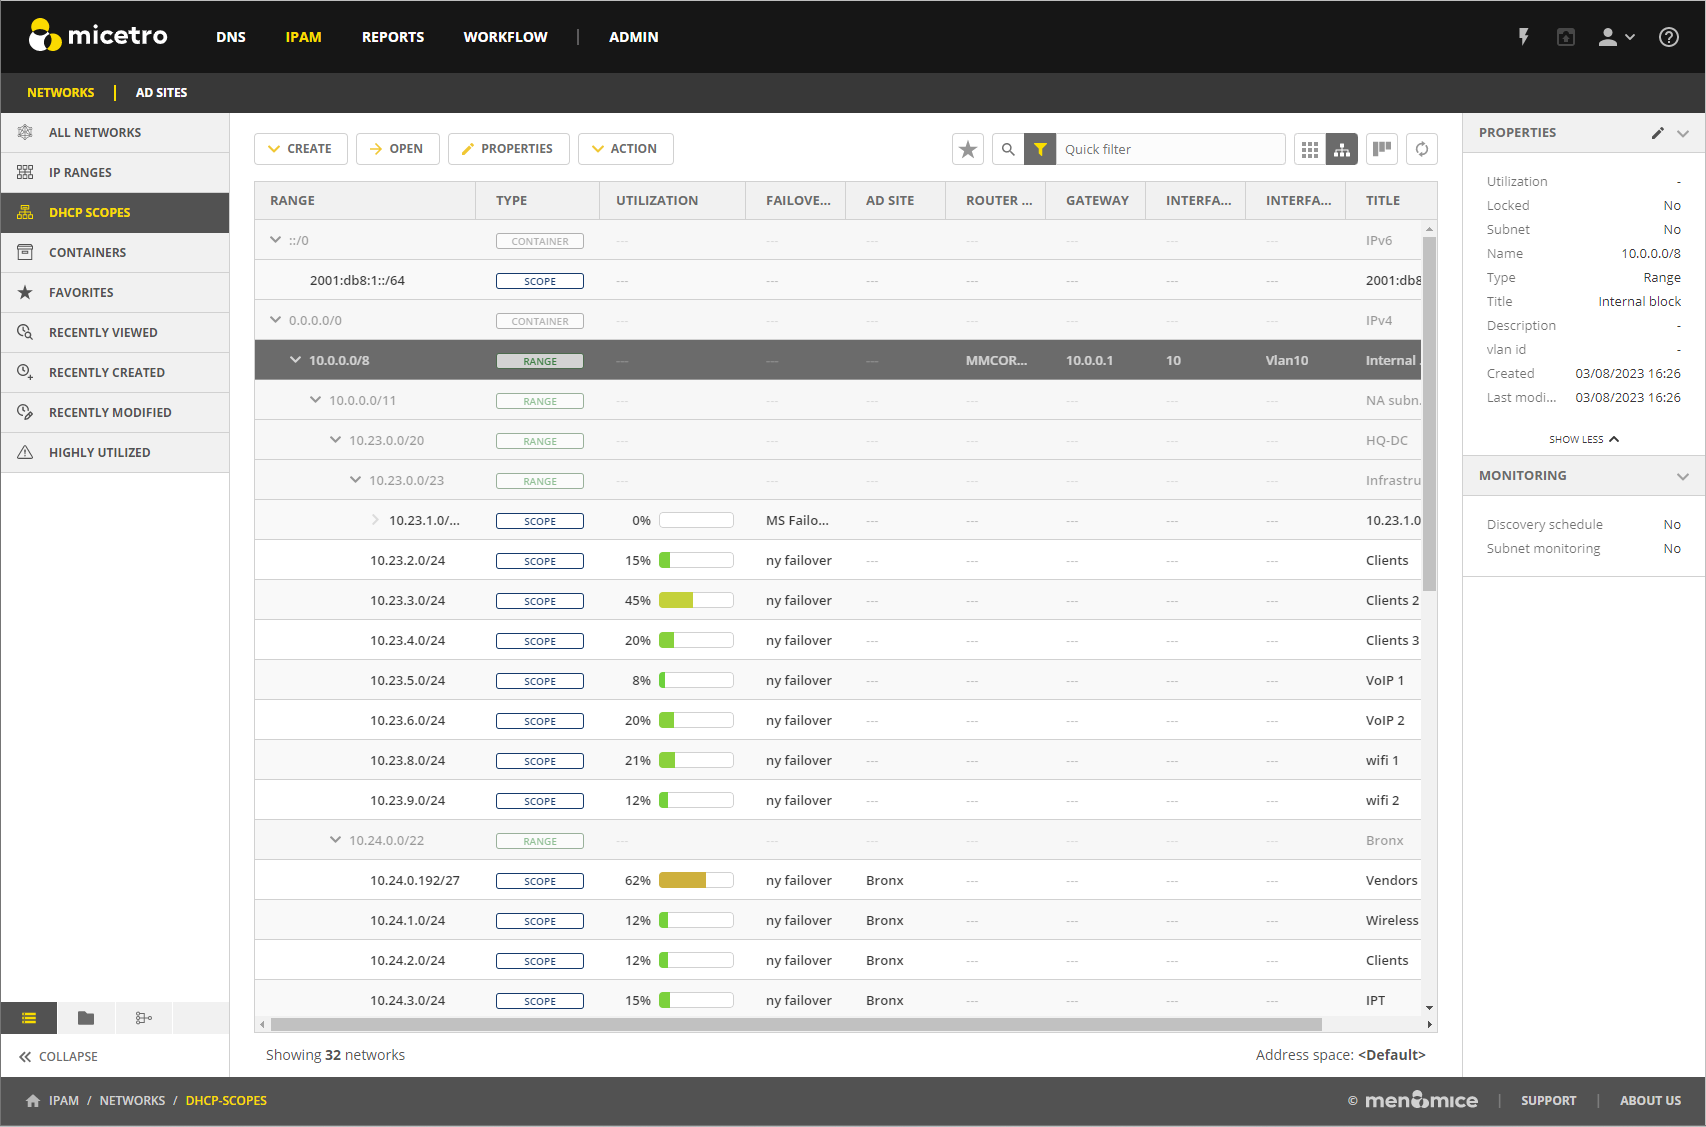 micetro DNS IPAM REPORTS WORKFLOW | ADMIN
NETWORKS | AD SITES
ALL NETWORKS
IP RANGES
DHCP SCOPES
CONTAINERS
FAVORITES
RECENTLY VIEWED
RECENTLY CREATED
RECENTLY MODIFIED
HIGHLY UTILIZED
COLLAPSE
CREATE OPEN PROPERTIES ACTION Quick filter
RANGE TYPE UTILIZATION FAILOVE... AD SITE ROUTER ... GATEWAY INTERFA... INTERFA... TITLE
::/0 CONTAINER --- --- --- --- --- --- --- IPv6
2001:db8:1::/64 SCOPE --- --- --- --- --- --- --- 2001:db8
0.0.0.0/0 CONTAINER --- --- --- --- --- --- --- IPv4
10.0.0.0/8 RANGE --- --- --- MMCOR... 10.0.0.1 10 Vlan10 Internal .
10.0.0.0/11 RANGE --- --- --- --- --- --- --- NA subn.
10.23.0.0/20 RANGE --- --- --- --- --- --- --- HQ-DC
10.23.0.0/23 RANGE --- --- --- --- --- --- --- Infrastru
10.23.1.0/... SCOPE 0% MS Failo... --- --- --- --- --- 10.23.1.0
10.23.2.0/24 SCOPE 15% ny failover --- --- --- --- --- Clients
10.23.3.0/24 SCOPE 45% ny failover --- --- --- --- --- Clients 2
10.23.4.0/24 SCOPE 20% ny failover --- --- --- --- --- Clients 3
10.23.5.0/24 SCOPE 8% ny failover --- --- --- --- --- VoIP 1
10.23.6.0/24 SCOPE 20% ny failover --- --- --- --- --- VoIP 2
10.23.8.0/24 SCOPE 21% ny failover --- --- --- --- --- wifi 1
10.23.9.0/24 SCOPE 12% ny failover --- --- --- --- --- wifi 2
10.24.0.0/22 RANGE --- --- --- --- --- --- --- Bronx
10.24.0.192/27 SCOPE 62% ny failover Bronx --- --- --- --- Vendors
10.24.1.0/24 SCOPE 12% ny failover Bronx --- --- --- --- Wireless
10.24.2.0/24 SCOPE 12% ny failover Bronx --- --- --- --- Clients
10.24.3.0/24 SCOPE 15% ny failover Bronx --- --- --- --- IPT
Showing 32 networks Address space: <Default>
PROPERTIES
Utilization -
Locked No
Subnet No
Name 10.0.0.0/8
Type Range
Title Internal block
Description -
vlan id -
Created 03/08/2023 16:26
Last modi... 03/08/2023 16:26
SHOW LESS
MONITORING
Discovery schedule No
Subnet monitoring No
IPAM / NETWORKS / DHCP-SCOPES © men&mice | SUPPORT | ABOUT US